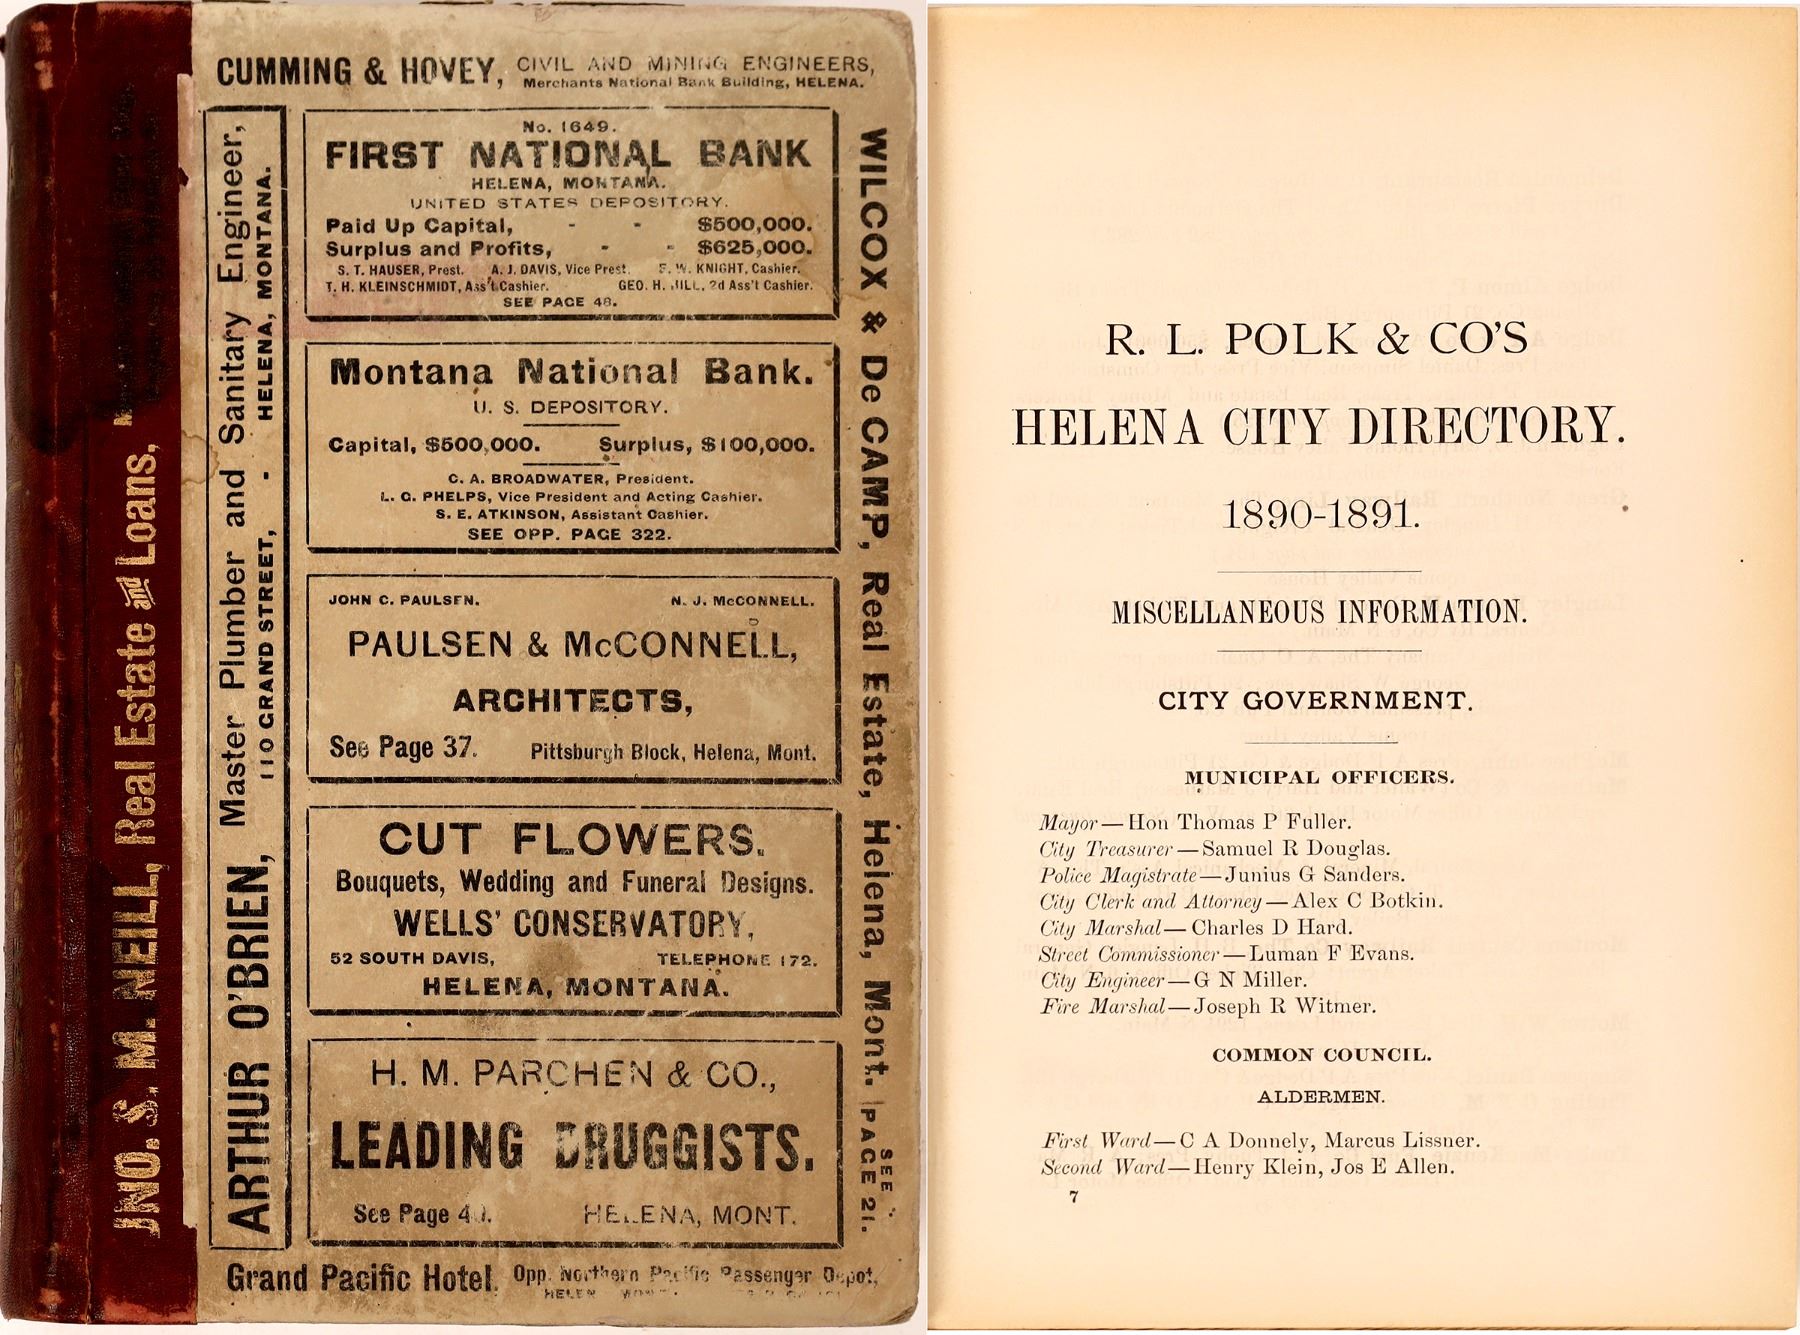 JNO. S. M. NEILL, Real Estate and Loans,
CUMMING & HOVEY, CIVIL AND MINING ENGINEERS,
Merchants National Bank Building, HELENA.
ARTHUR O'BRIEN, Master Plumber and Sanitary Engineer,
110 GRAND STREET, - HELENA, MONTANA.
No. 1649.
FIRST NATIONAL BANK
HELENA, MONTANA.
UNITED STATES DEPOSITORY.
Paid Up Capital, - - $500,000.
Surplus and Profits, - - $625,000.
S. T. HAUSER, Prest. A. J. DAVIS, Vice Prest. E. W. KNIGHT, Cashier.
T. H. KLEINSCHMIDT, Ass't Cashier. GEO. H. HILL, 2d Ass't Cashier.
SEE PAGE 48.
Montana National Bank.
U. S. DEPOSITORY.
Capital, $500,000. Surplus, $100,000.
C. A. BROADWATER, President.
L. G. PHELPS, Vice President and Acting Cashier.
S. E. ATKINSON, Assistant Cashier.
SEE OPP. PAGE 322.
JOHN C. PAULSEN. N. J. McCONNELL.
PAULSEN & McCONNELL,
ARCHITECTS,
See Page 37. Pittsburgh Block, Helena, Mont.
CUT FLOWERS.
Bouquets, Wedding and Funeral Designs.
WELLS' CONSERVATORY,
52 SOUTH DAVIS, TELEPHONE 172.
HELENA, MONTANA.
H. M. PARCHEN & CO.,
LEADING DRUGGISTS.
See Page HELENA, MONT.
WILCOX & De CAMP, Real Estate, Helena, Mont.
SEE
PAGE 21.
Grand Pacific Hotel. Opp. Northern Pacific Passenger Depot,
R. L. POLK & CO'S
HELENA CITY DIRECTORY.
1890-1891.
MISCELLANEOUS INFORMATION.
CITY GOVERNMENT.
MUNICIPAL OFFICERS.
Mayor—Hon Thomas P Fuller.
City Treasurer—Samuel R Douglas.
Police Magistrate—Junius G Sanders.
City Clerk and Attorney—Alex C Botkin.
City Marshal—Charles D Hard.
Street Commissioner—Luman F Evans.
City Engineer—G N Miller.
Fire Marshal—Joseph R Witmer.
COMMON COUNCIL.
ALDERMEN.
First Ward—C A Donnely, Marcus Lissner.
Second Ward—Henry Klein, Jos E Allen.
7